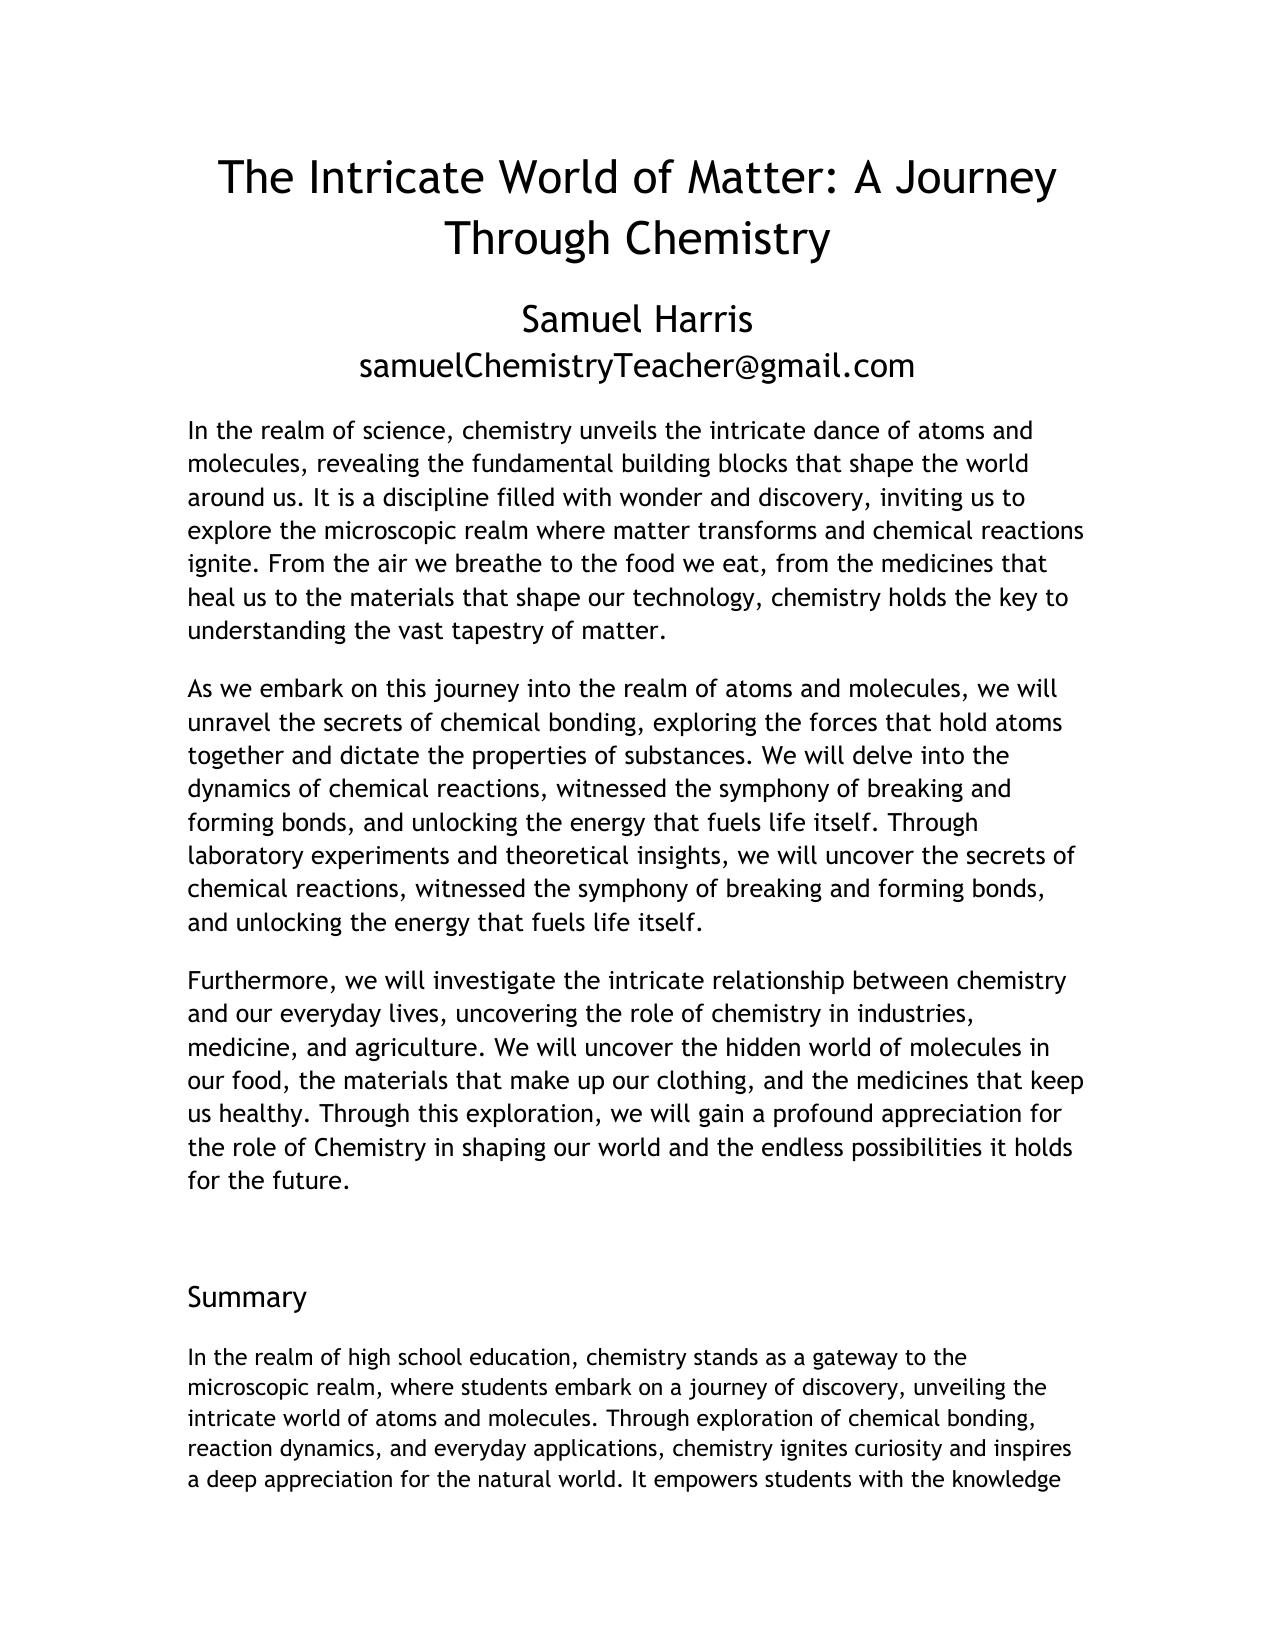 The Intricate World of Matter: A Journey
Through Chemistry
Samuel Harris
samuelChemistryTeacher@gmail.com
In the realm of science, chemistry unveils the intricate dance of atoms and
molecules, revealing the fundamental building blocks that shape the world
around us. It is a discipline filled with wonder and discovery, inviting us to
explore the microscopic realm where matter transforms and chemical reactions
ignite. From the air we breathe to the food we eat, from the medicines that
heal us to the materials that shape our technology, chemistry holds the key to
understanding the vast tapestry of matter.
As we embark on this journey into the realm of atoms and molecules, we will
unravel the secrets of chemical bonding, exploring the forces that hold atoms
together and dictate the properties of substances. We will delve into the
dynamics of chemical reactions, witnessed the symphony of breaking and
forming bonds, and unlocking the energy that fuels life itself. Through
laboratory experiments and theoretical insights, we will uncover the secrets of
chemical reactions, witnessed the symphony of breaking and forming bonds,
and unlocking the energy that fuels life itself.
Furthermore, we will investigate the intricate relationship between chemistry
and our everyday lives, uncovering the role of chemistry in industries,
medicine, and agriculture. We will uncover the hidden world of molecules in
our food, the materials that make up our clothing, and the medicines that keep
us healthy. Through this exploration, we will gain a profound appreciation for
the role of Chemistry in shaping our world and the endless possibilities it holds
for the future.
Summary
In the realm of high school education, chemistry stands as a gateway to the
microscopic realm, where students embark on a journey of discovery, unveiling the
intricate world of atoms and molecules. Through exploration of chemical bonding,
reaction dynamics, and everyday applications, chemistry ignites curiosity and inspires
a deep appreciation for the natural world. It empowers students with the knowledge